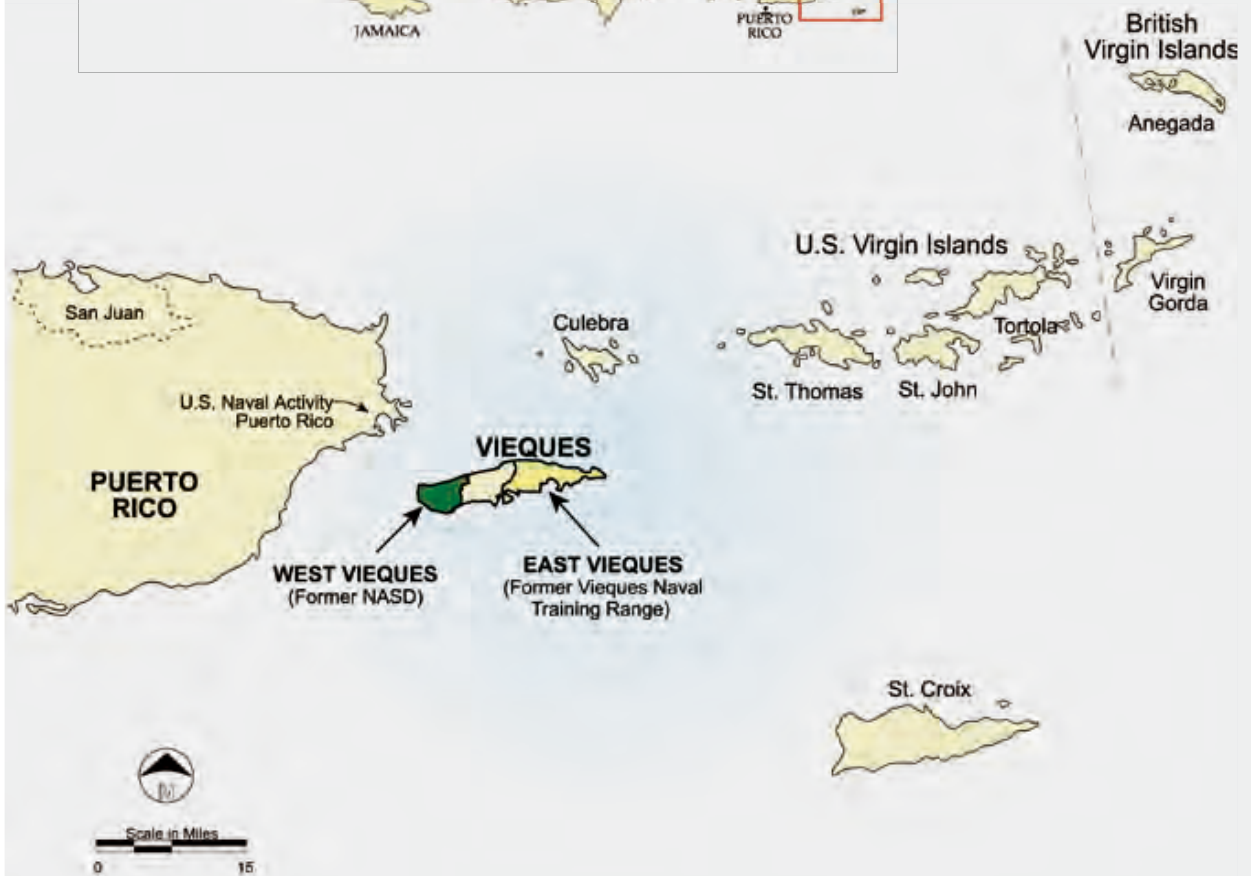 JAMAICA
PUERTO
RICO
British
Virgin Islands
Anegada
U.S. Virgin Islands
Virgin
Gorda
San Juan
Culebra
Tortola
St. Thomas
St. John
U.S. Naval Activity
Puerto Rico
VIEQUES
PUERTO
RICO
WEST VIEQUES
(Former NASD)
EAST VIEQUES
(Former Vieques Naval
Training Range)
St. Croix
N
Scale in Miles
0 15